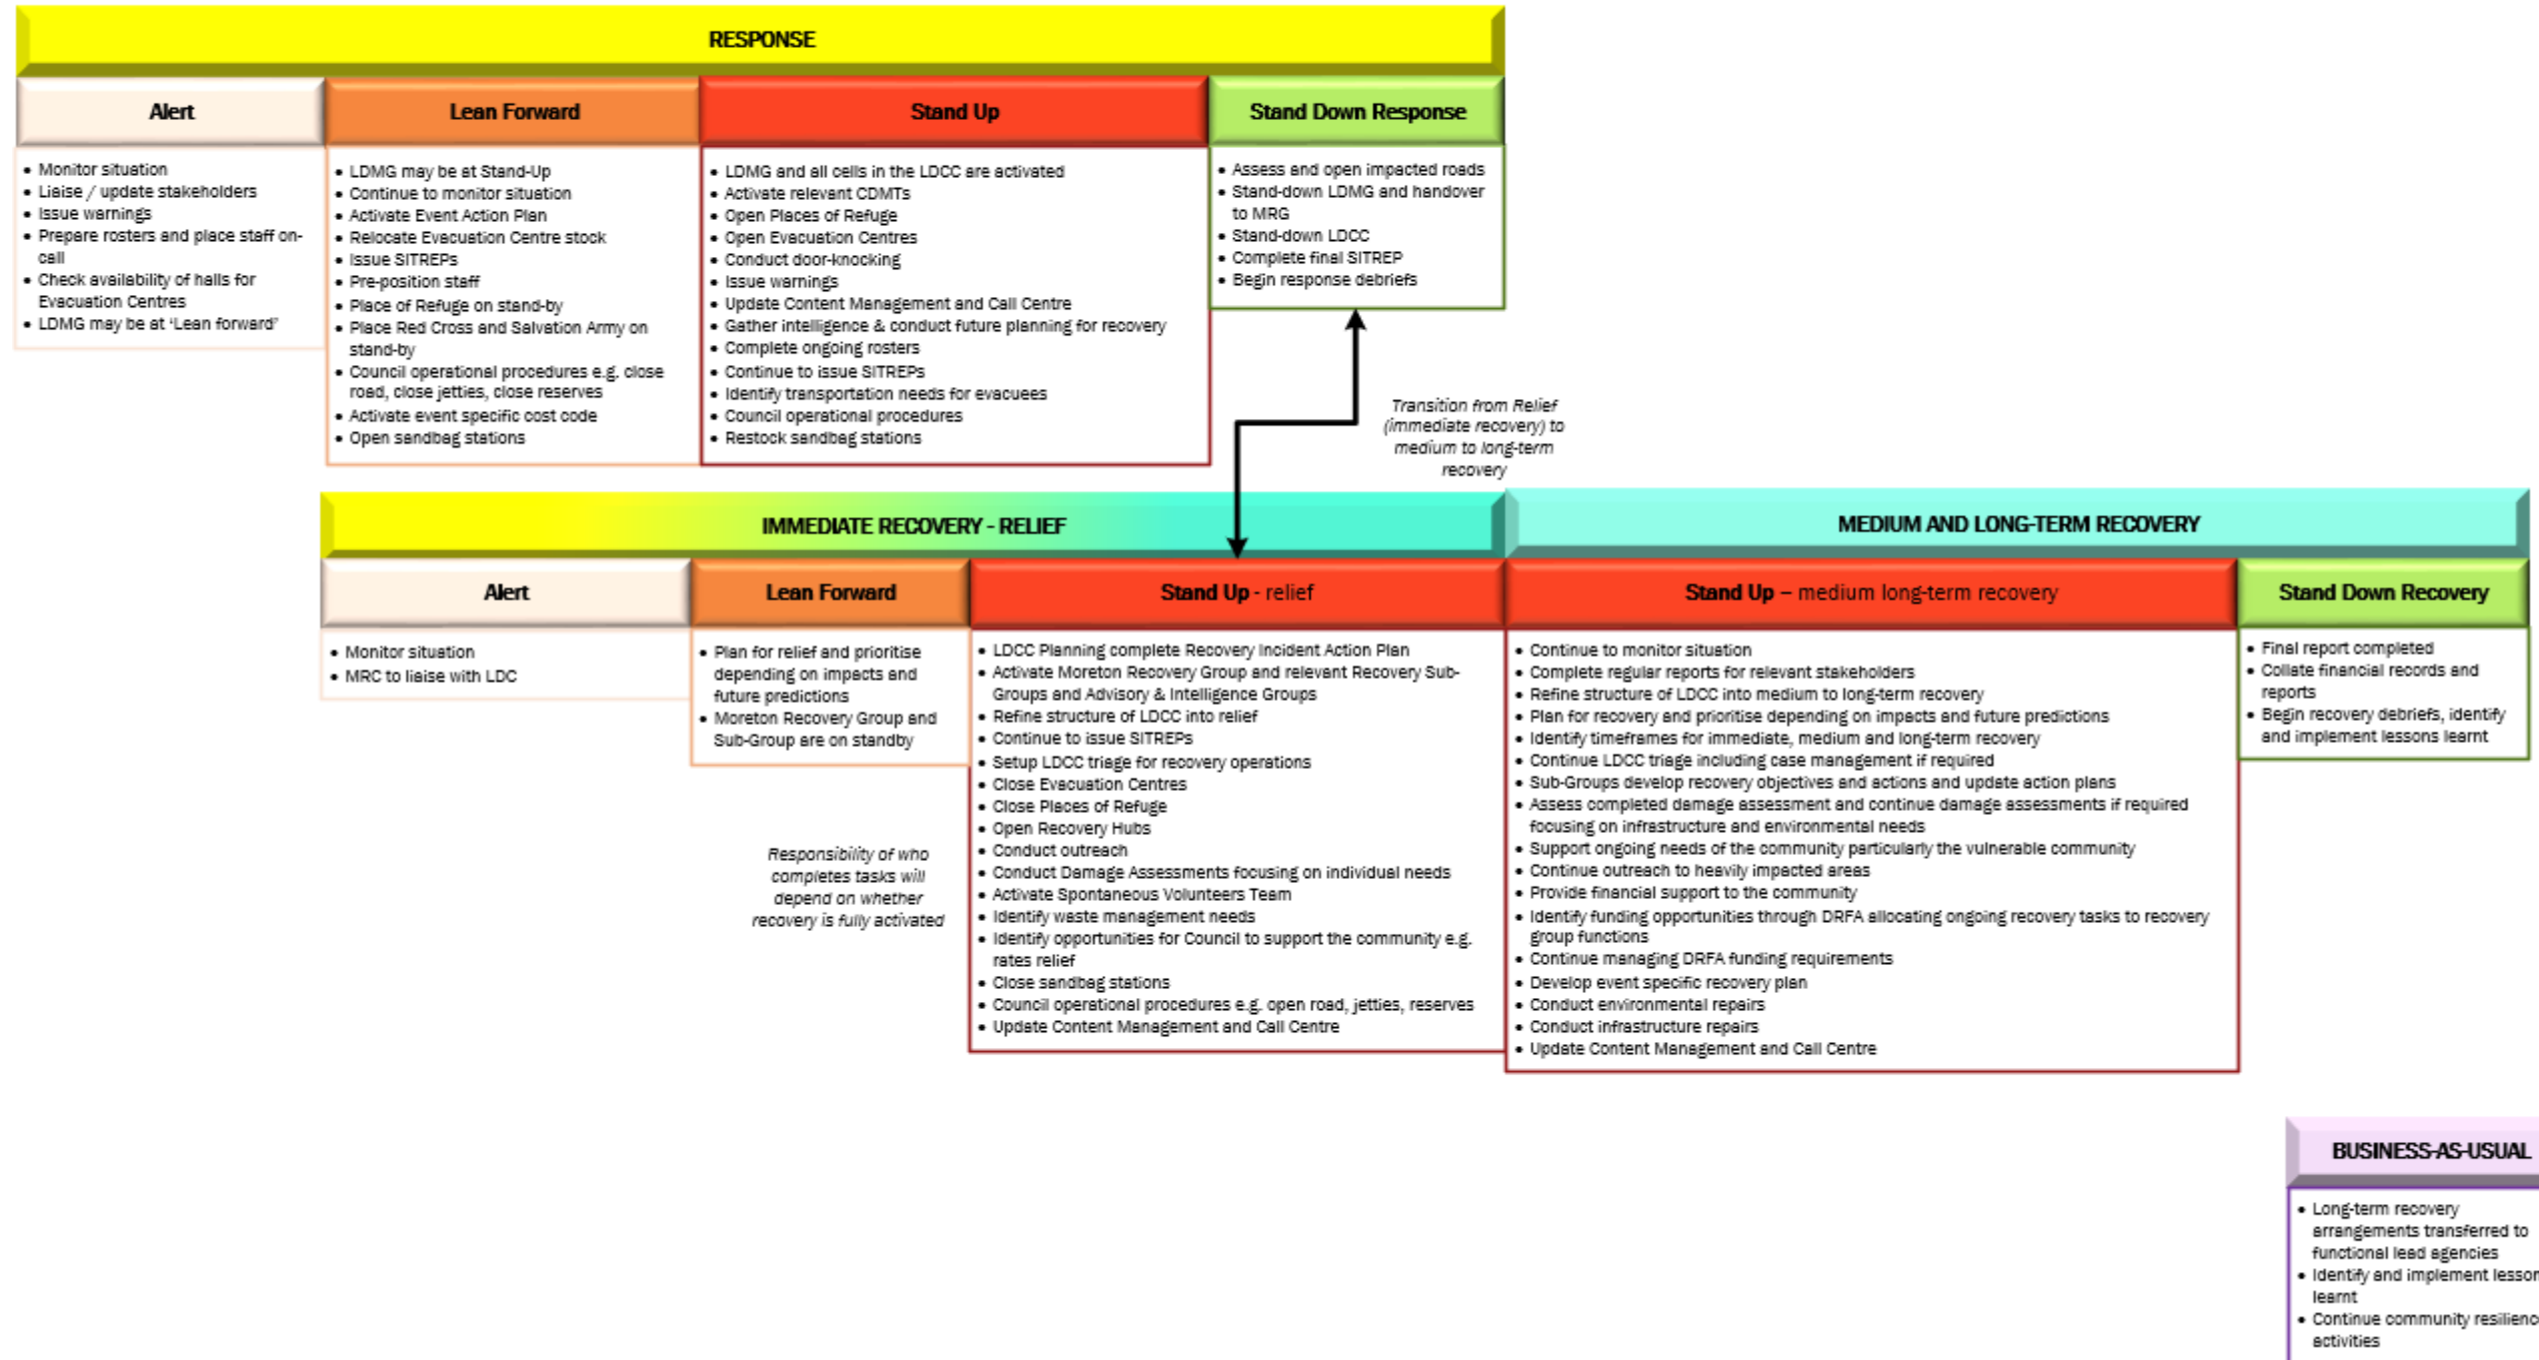 RESPONSE
Alert
• Monitor situation
• Liaise / update stakeholders
• Issue warnings
• Prepare rosters and place staff on-
call
• Check availability of halls for
Evacuation Centres
• LDMG may be at 'Lean forward'
Lean Forward
• LDMG may be at Stand-Up
• Continue to monitor situation
• Activate Event Action Plan
• Relocate Evacuation Centre stock
• Issue SITREPs
• Pre-position staff
• Place of Refuge on stand-by
• Place Red Cross and Salvation Army on
stand-by
• Council operational procedures e.g. close
road, close jetties, close reserves
• Activate event specific cost code
• Open sandbag stations
Stand Up
• LDMG and all cells in the LDCC are activated
• Activate relevant CDMTs
• Open Places of Refuge
• Open Evacuation Centres
• Conduct door-knocking
• Issue warnings
• Update Content Management and Call Centre
• Gather intelligence & conduct future planning for recovery
• Complete ongoing rosters
• Continue to issue SITREPs
• Identify transportation needs for evacuees
• Council operational procedures
• Restock sandbag stations
Stand Down Response
• Assess and open impacted roads
• Stand-down LDMG and handover
to MRG
• Stand-down LDCC
• Complete final SITREP
• Begin response debriefs
Transition from Relief
(immediate recovery) to
medium to long-term
recovery
IMMEDIATE RECOVERY - RELIEF
Alert
• Monitor situation
• MRC to liaise with LDC
Lean Forward
• Plan for relief and prioritise
depending on impacts and
future predictions
• Moreton Recovery Group and
Sub-Group are on standby
Responsibility of who
completes tasks will
depend on whether
recovery is fully activated
Stand Up - relief
• LDCC Planning complete Recovery Incident Action Plan
• Activate Moreton Recovery Group and relevant Recovery Sub-
Groups and Advisory & Intelligence Groups
• Refine structure of LDCC into relief
• Continue to issue SITREPs
• Setup LDCC triage for recovery operations
• Close Evacuation Centres
• Close Places of Refuge
• Open Recovery Hubs
• Conduct outreach
• Conduct Damage Assessments focusing on individual needs
• Activate Spontaneous Volunteers Team
• Identify waste management needs
• Identify opportunities for Council to support the community e.g.
rates relief
• Close sandbag stations
• Council operational procedures e.g. open road, jetties, reserves
• Update Content Management and Call Centre
MEDIUM AND LONG-TERM RECOVERY
Stand Up – medium long-term recovery
• Continue to monitor situation
• Complete regular reports for relevant stakeholders
• Refine structure of LDCC into medium to long-term recovery
• Plan for recovery and prioritise depending on impacts and future predictions
• Identify timeframes for immediate, medium and long-term recovery
• Continue LDCC triage including case management if required
• Sub-Groups develop recovery objectives and actions and update action plans
• Assess completed damage assessment and continue damage assessments if required
focusing on infrastructure and environmental needs
• Support ongoing needs of the community particularly the vulnerable community
• Continue outreach to heavily impacted areas
• Provide financial support to the community
• Identify funding opportunities through DRFA allocating ongoing recovery tasks to recovery
group functions
• Continue managing DRFA funding requirements
• Develop event specific recovery plan
• Conduct environmental repairs
• Conduct infrastructure repairs
• Update Content Management and Call Centre
Stand Down Recovery
• Final report completed
• Collate financial records and
reports
• Begin recovery debriefs, identify
and implement lessons learnt
BUSINESS-AS-USUAL
• Long-term recovery
arrangements transferred to
functional lead agencies
• Identify and implement lesson
learnt
• Continue community resilienc
activities